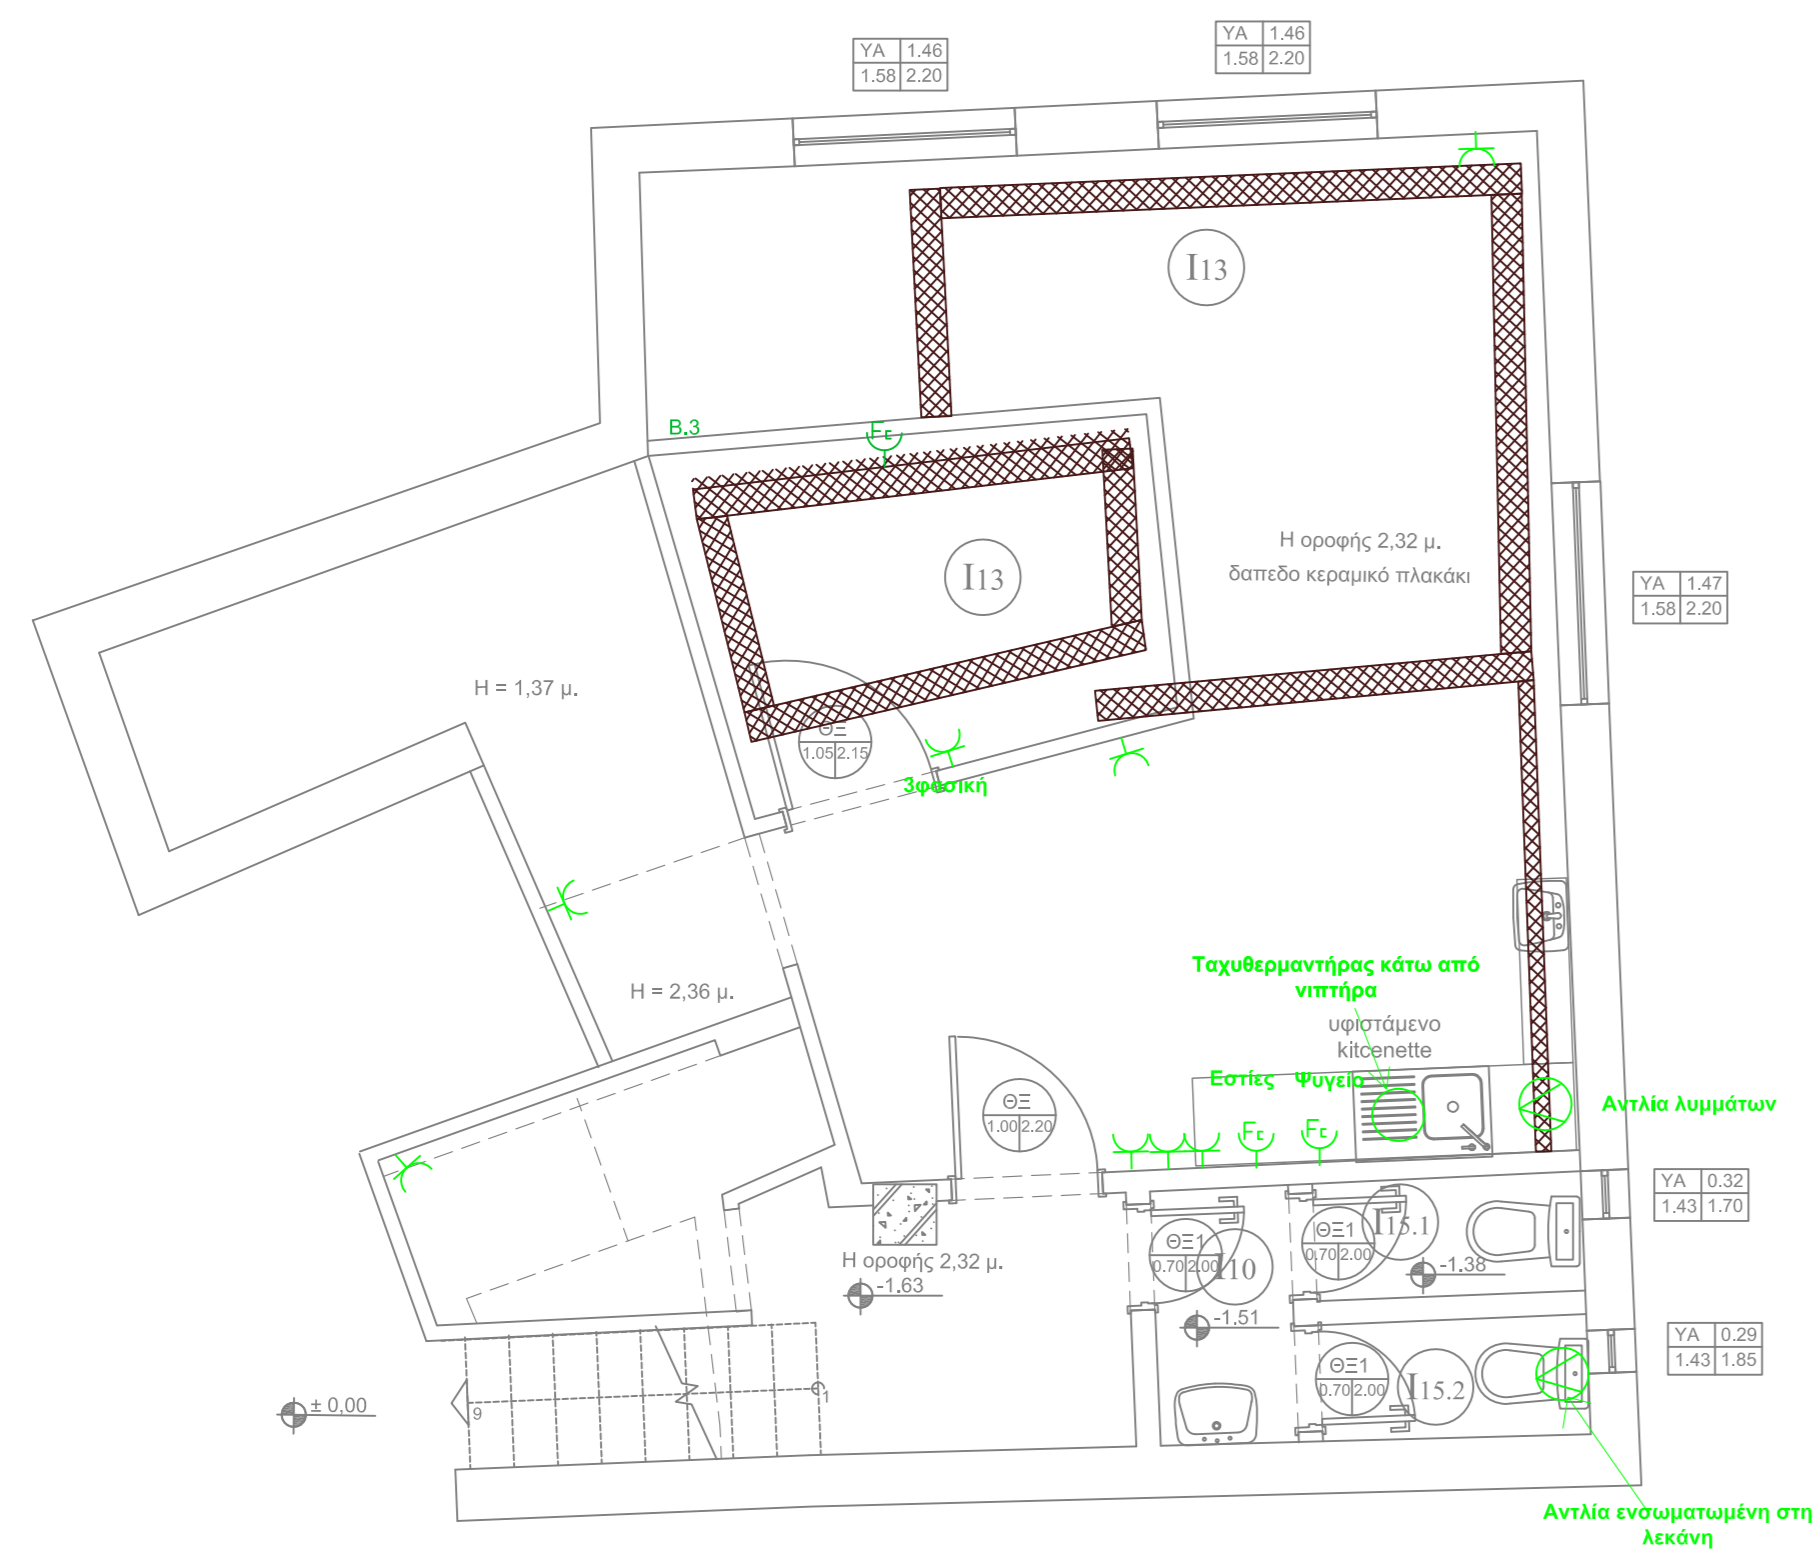 ΥΑ 1.46
1.58 2.20
ΥΑ 1.46
1.58 2.20
I13
B.3
FE
I13
Η οροφής 2,32 μ.
δαπεδο κεραμικό πλακάκι
ΥΑ 1.47
1.58 2.20
Η = 1,37 μ.
ΘΞ
1.05 2.15
3φασική
Η = 2,36 μ.
Ταχυθερμαντήρας κάτω από
νιπτήρα
υφιστάμενο
kitcenette
Εστίες Ψυγείο
ΘΞ
1.00 2.20
FE FE
Αντλία λυμμάτων
ΥΑ 0.32
1.43 1.70
Η οροφής 2,32 μ.
-1.63
ΘΞ1
0.70 2.00
I10
ΘΞ1
0.70 2.00
I15.1
-1.38
-1.51
ΥΑ 0.29
1.43 1.85
ΘΞ1
0.70 2.00
I15.2
± 0,00
9
1
Αντλία ενσωματωμένη στη
λεκάνη